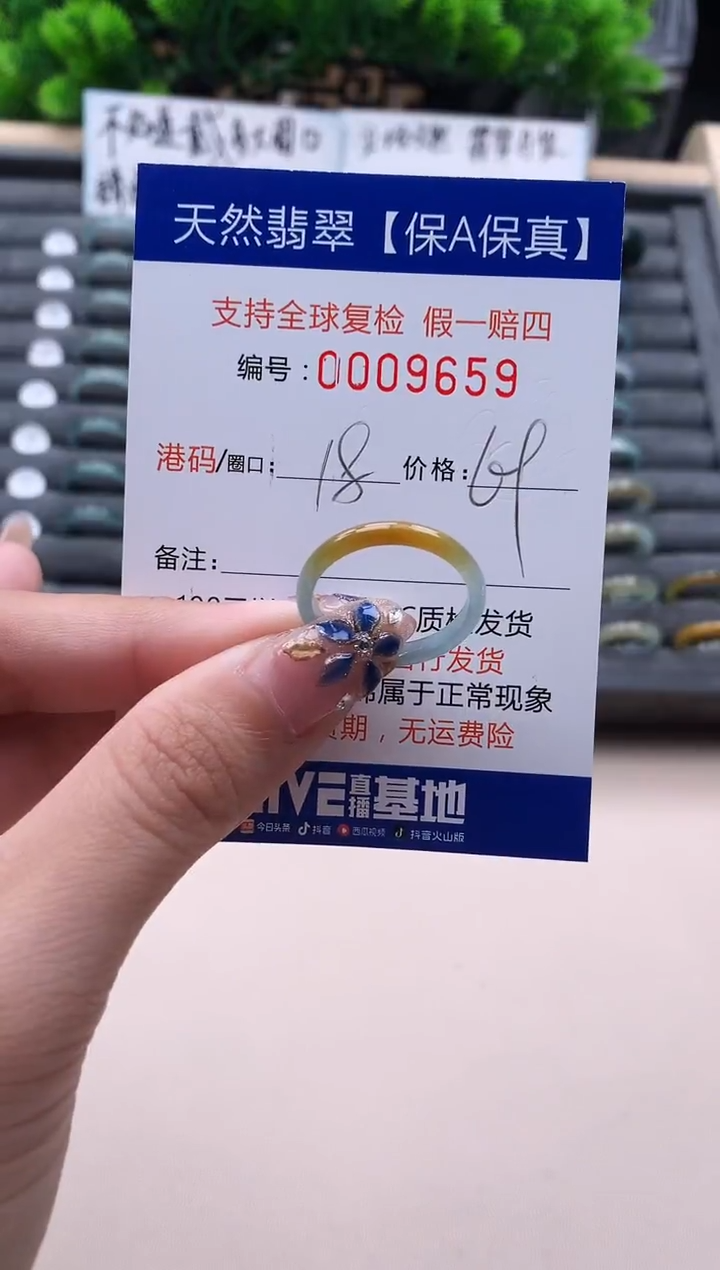 天然翡翠【保A保真】
支持全球复检 假一赔四
编号:0009659
港码/圈口: 18 价格:69
备注:
质检发货
行发货
属于正常现象
期，无运费险
IVE直播基地
今日头条 抖音 西瓜视频 抖音火山版